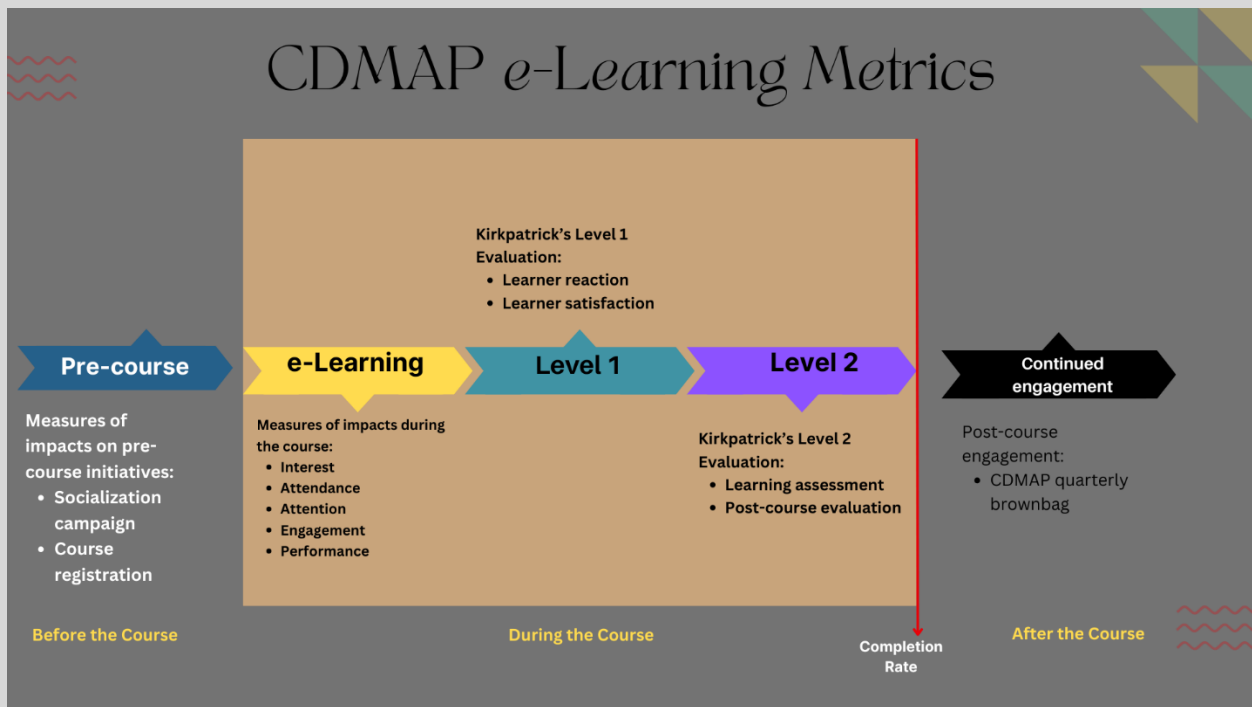 CDMAP e-Learning Metrics
Kirkpatrick’s Level 1
Evaluation:
• Learner reaction
• Learner satisfaction
Pre-course
e-Learning
Level 1
Level 2
Continued
engagement
Measures of
impacts on pre-
course initiatives:
• Socialization
campaign
• Course
registration
Measures of impacts during
the course:
• Interest
• Attendance
• Attention
• Engagement
• Performance
Kirkpatrick’s Level 2
Evaluation:
• Learning assessment
• Post-course evaluation
Post-course
engagement:
• CDMAP quarterly
brownbag
Before the Course
During the Course
Completion
Rate
After the Course